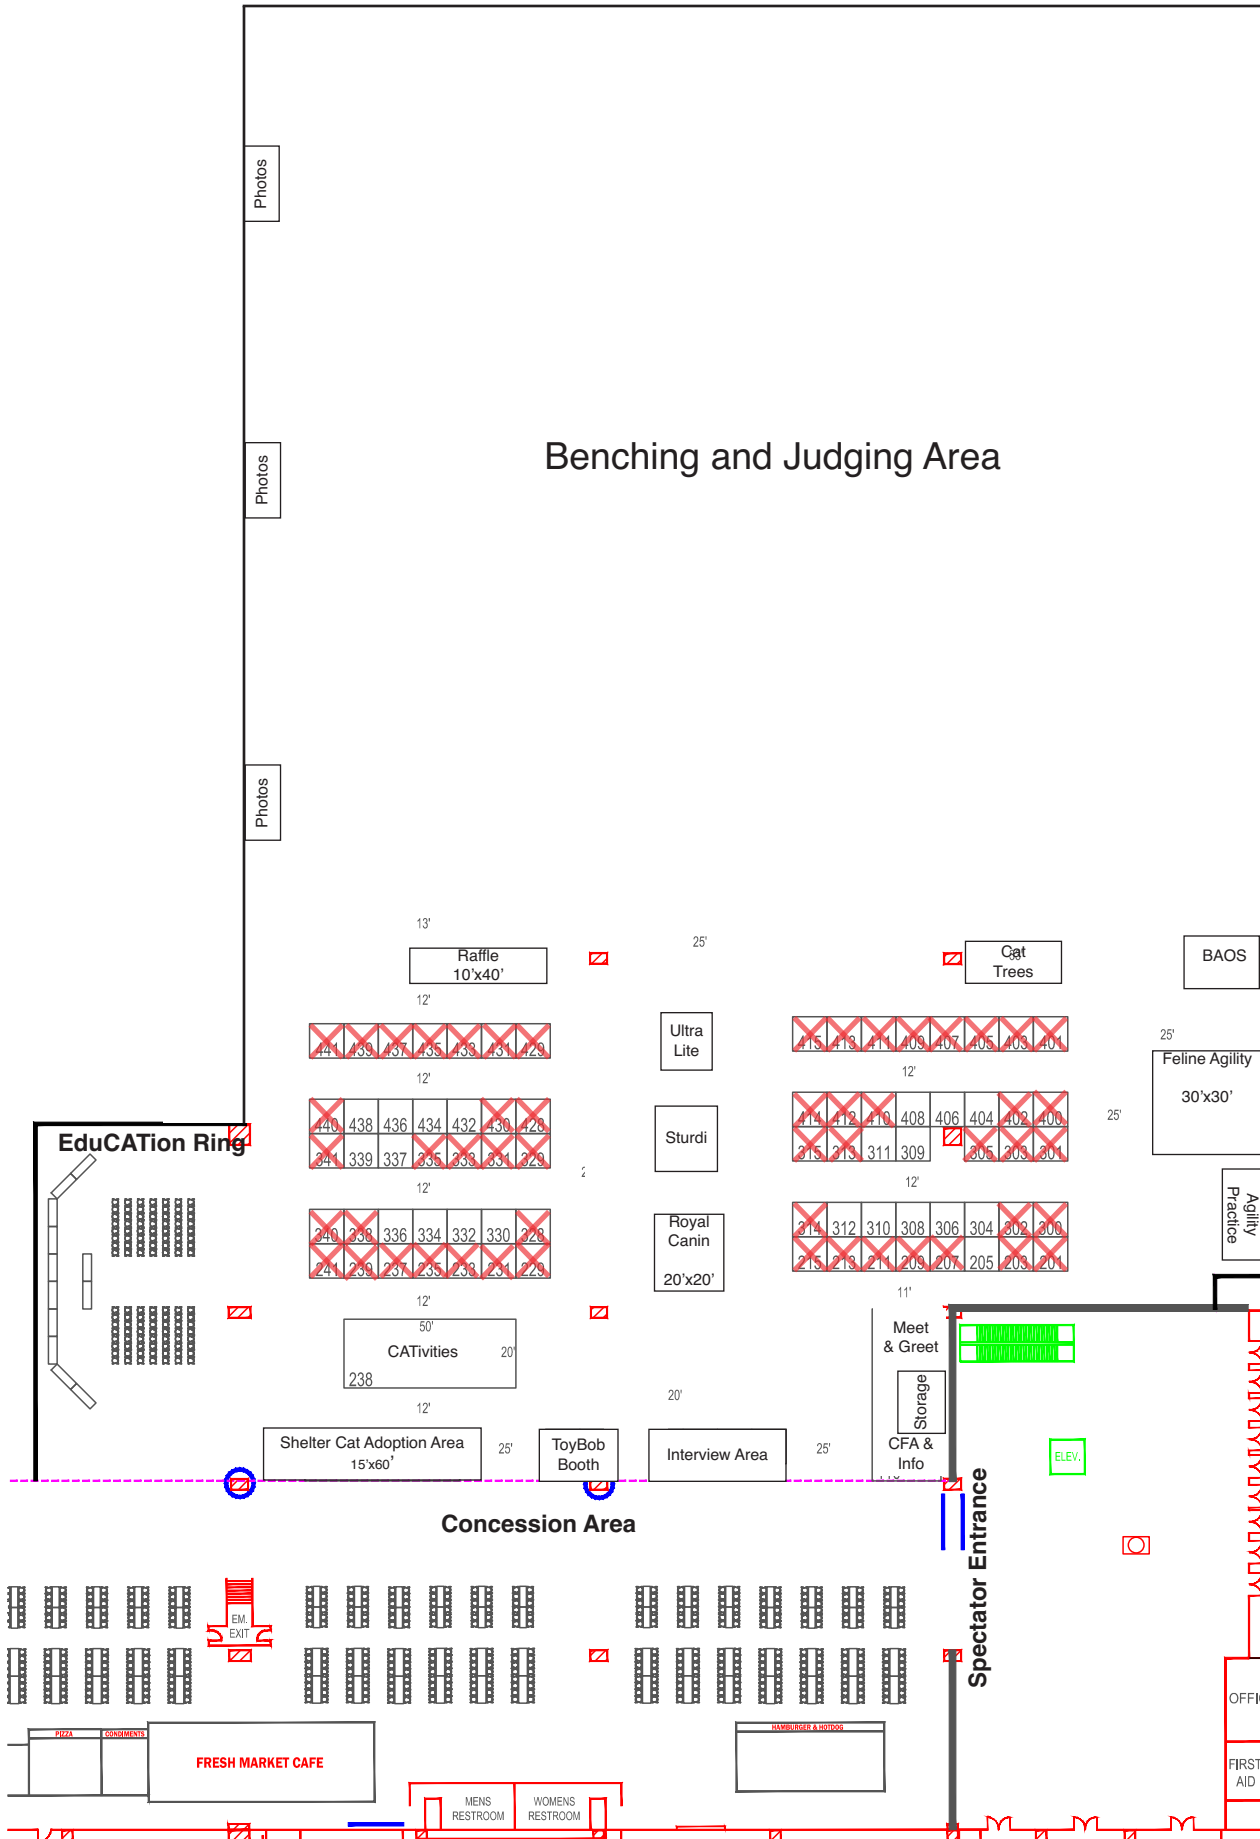 Photos
Benching and Judging Area
Photos
Photos
13'
25'
Raffle
10'x40'
Cat
Trees
BAOS
12'
441 439 437 435 433 431 429
Ultra
Lite
415 413 411 409 407 405 403 401
25'
Feline Agility
30'x30'
12'
12'
440 438 436 434 432 430 428
414 412 410 408 406 404 402 400
25'
EduCATion Ring
341 339 337 335 333 331 329
Sturdi
315 313 311 309 305 303 301
12'
12'
Agility
Practice
340 338 336 334 332 330 328
Royal
Canin
20'x20'
314 312 310 308 306 304 302 300
241 239 237 235 233 231 229
215 213 211 209 207 205 203 201
12'
11'
50'
CATivities
20'
238
Meet
& Greet
12'
20'
Storage
Shelter Cat Adoption Area
15'x60'
25'
ToyBob
Booth
Interview Area
25'
CFA &
Info
ELEV.
Concession Area
Spectator Entrance
EM.
EXIT
PIZZA
CONDIMENTS
FRESH MARKET CAFE
HAMBURGER & HOTDOG
MENS
RESTROOM
WOMENS
RESTROOM
OFFI
FIRST
AID